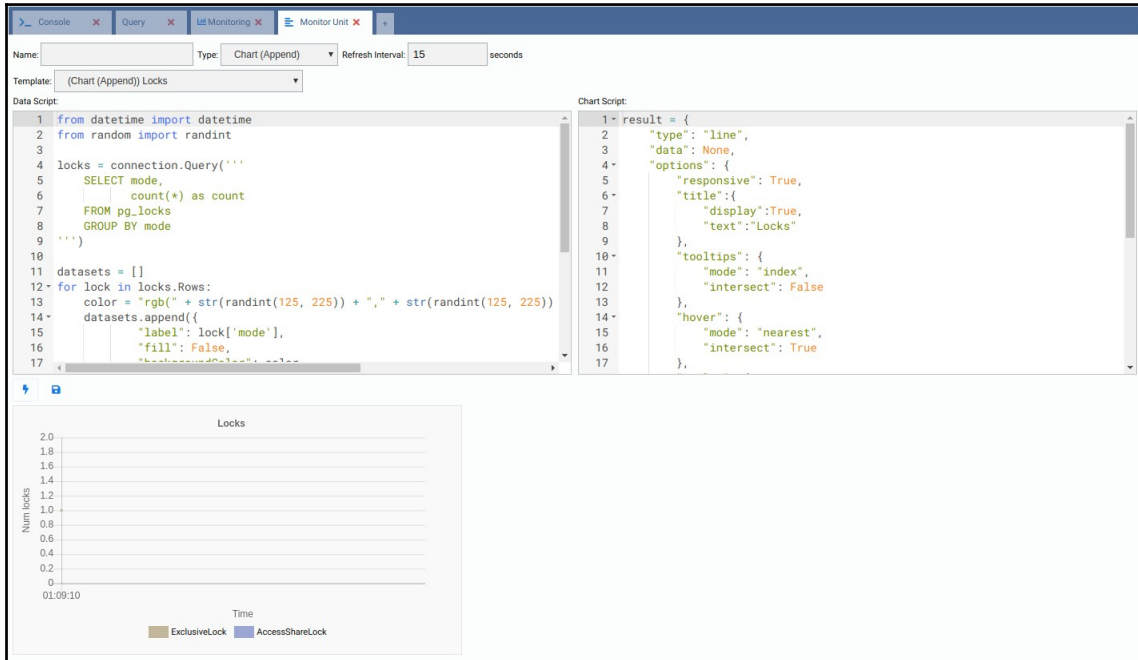 Console Query Monitoring Monitor Unit +
Name: Type: Chart (Append) Refresh Interval: 15 seconds
Template: (Chart (Append)) Locks
Data Script:
1 from datetime import datetime
2 from random import randint
3
4 locks = connection.Query('''
5 SELECT mode,
6 count(*) as count
7 FROM pg_locks
8 GROUP BY mode
9 ''')
10
11 datasets = []
12 for lock in locks.Rows:
13 color = "rgb(" + str(randint(125, 225)) + "," + str(randint(125, 225))
14 datasets.append({
15 "label": lock['mode'],
16 "fill": False,
17 "backgroundColor": color
Chart Script:
1 result = {
2 "type": "line",
3 "data": None,
4 "options": {
5 "responsive": True,
6 "title":{
7 "display":True,
8 "text":"Locks"
9 },
10 "tooltips": {
11 "mode": "index",
12 "intersect": False
13 },
14 "hover": {
15 "mode": "nearest",
16 "intersect": True
17 },
Locks
2.0
1.8
1.6
1.4
1.2
1.0
0.8
0.6
0.4
0.2
0
Num locks
01:09:10
Time
ExclusiveLock AccessShareLock